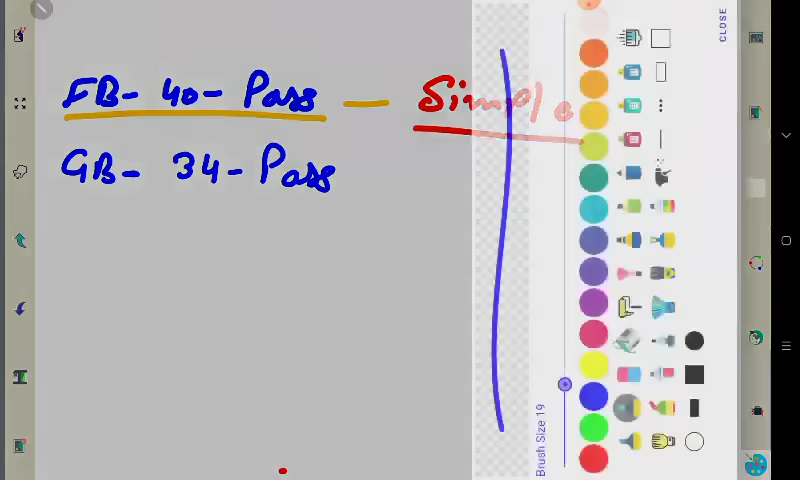 FB- 40- Pass — Simple
GB- 34- Pass
CLOSE
Brush Size 19